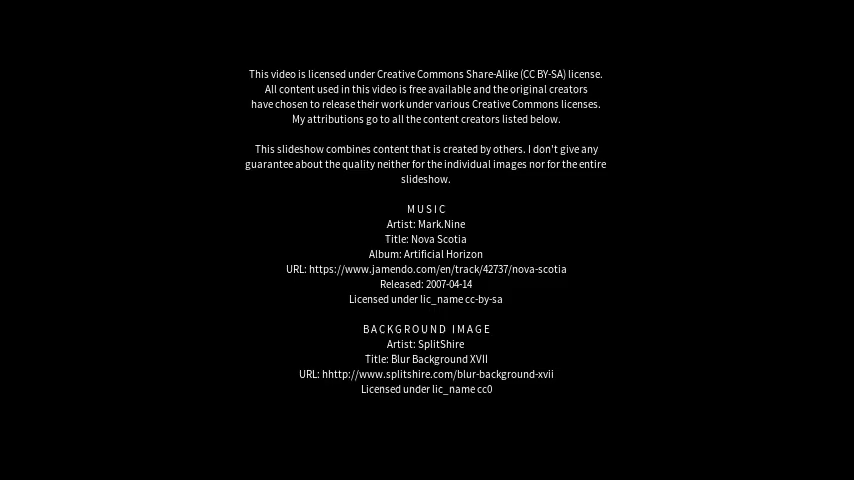 This video is licensed under Creative Commons Share-Alike (CC BY-SA) license.
All content used in this video is free available and the original creators
have chosen to release their work under various Creative Commons licenses.
My attributions go to all the content creators listed below.
This slideshow combines content that is created by others. I don't give any
guarantee about the quality neither for the individual images nor for the entire
slideshow.
MUSIC
Artist: Mark.Nine
Title: Nova Scotia
Album: Artificial Horizon
URL: https://www.jamendo.com/en/track/42737/nova-scotia
Released: 2007-04-14
Licensed under lic_name cc-by-sa
BACKGROUND IMAGE
Artist: SplitShire
Title: Blur Background XVII
URL: hhttp://www.splitshire.com/blur-background-xvii
Licensed under lic_name cc0